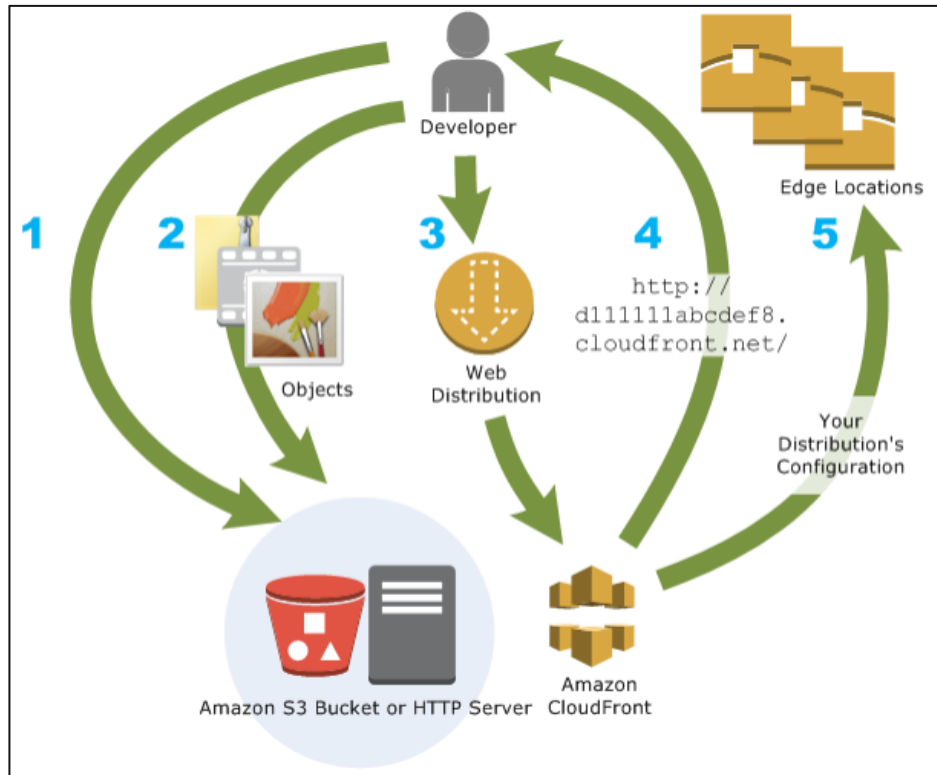 Developer
Edge Locations
1
2
3
4
5
http://
d111111abcdef8.
cloudfront.net/
Objects
Web
Distribution
Your
Distribution's
Configuration
Amazon S3 Bucket or HTTP Server
Amazon
CloudFront